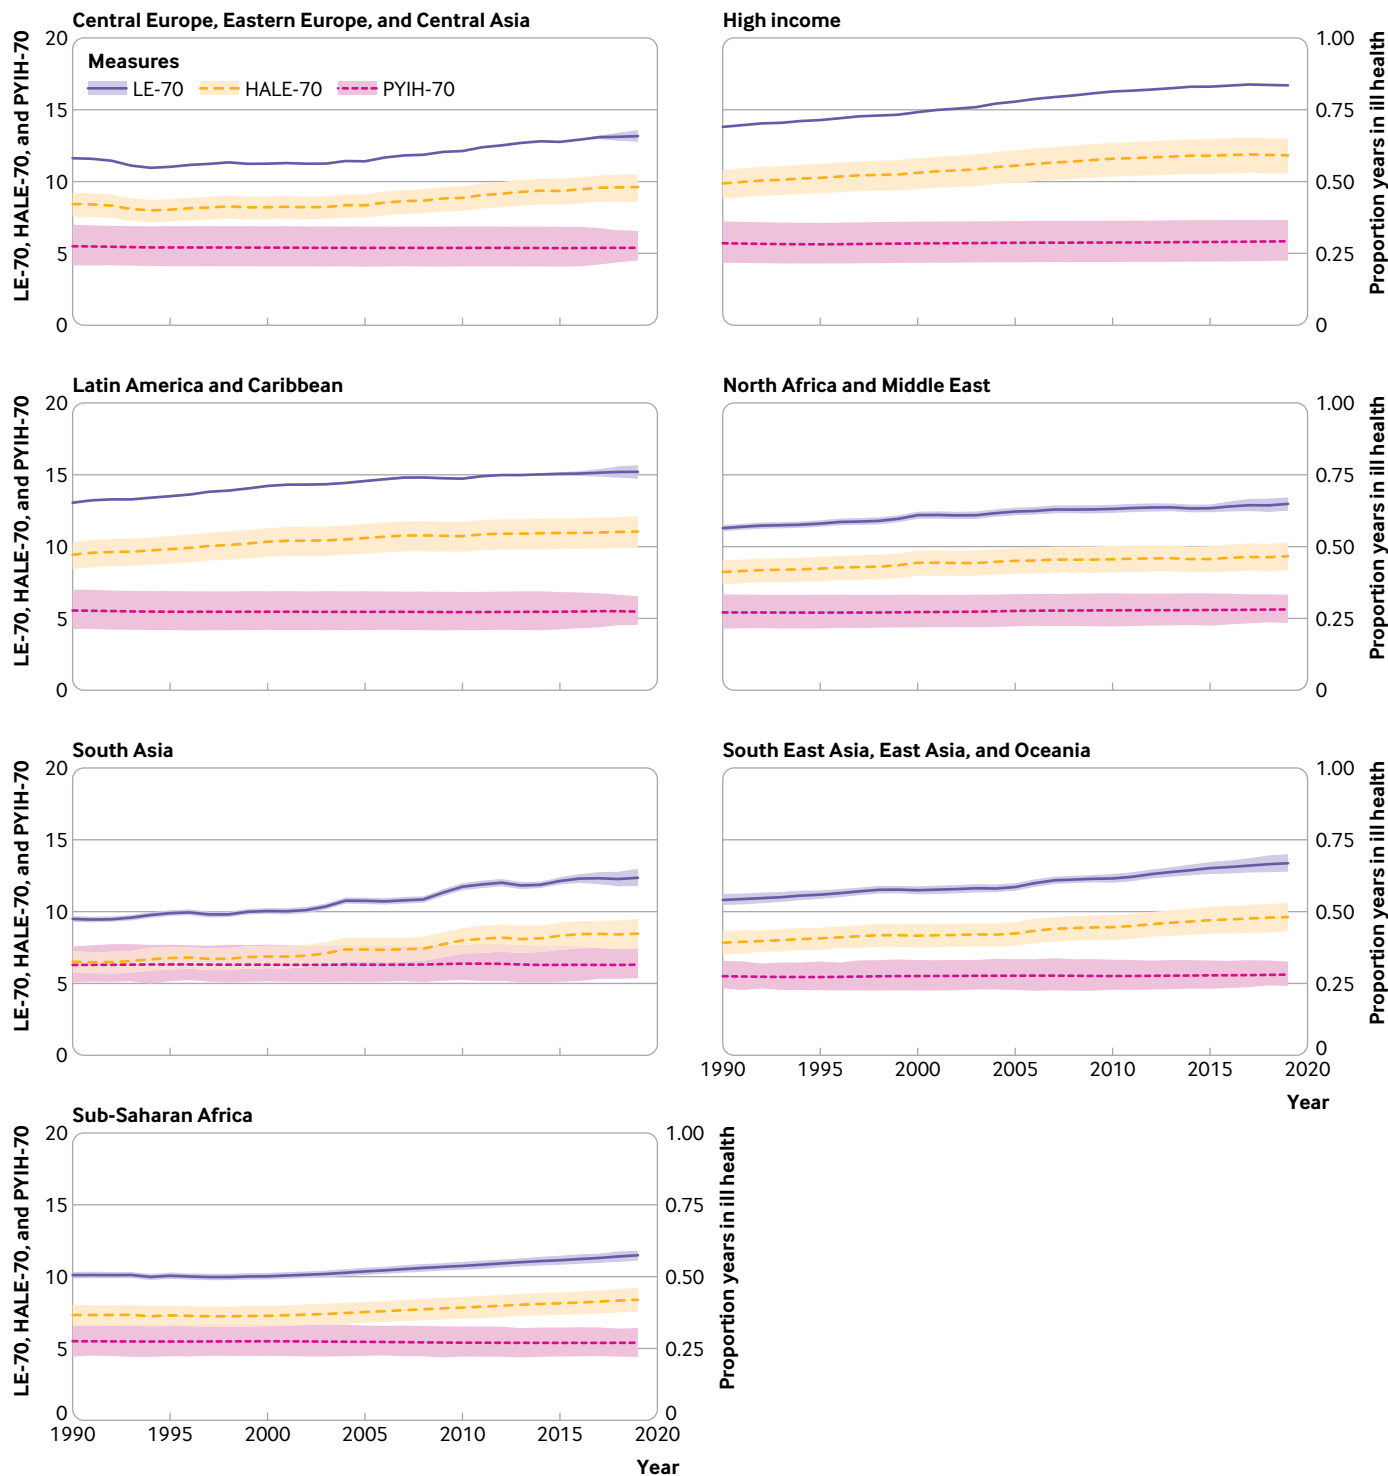 Central Europe, Eastern Europe, and Central Asia
LE-70, HALE-70, and PYIH-70
20
15
10
5
0
Measures
LE-70 HALE-70 PYIH-70
High income
1.00
0.75
0.50
0.25
0
Proportion years in ill health
Latin America and Caribbean
LE-70, HALE-70, and PYIH-70
20
15
10
5
0
North Africa and Middle East
1.00
0.75
0.50
0.25
0
Proportion years in ill health
South Asia
LE-70, HALE-70, and PYIH-70
20
15
10
5
0
South East Asia, East Asia, and Oceania
1.00
0.75
0.50
0.25
0
Proportion years in ill health
1990 1995 2000 2005 2010 2015 2020
Year
Sub-Saharan Africa
LE-70, HALE-70, and PYIH-70
20
15
10
5
0
1.00
0.75
0.50
0.25
0
Proportion years in ill health
1990 1995 2000 2005 2010 2015 2020
Year